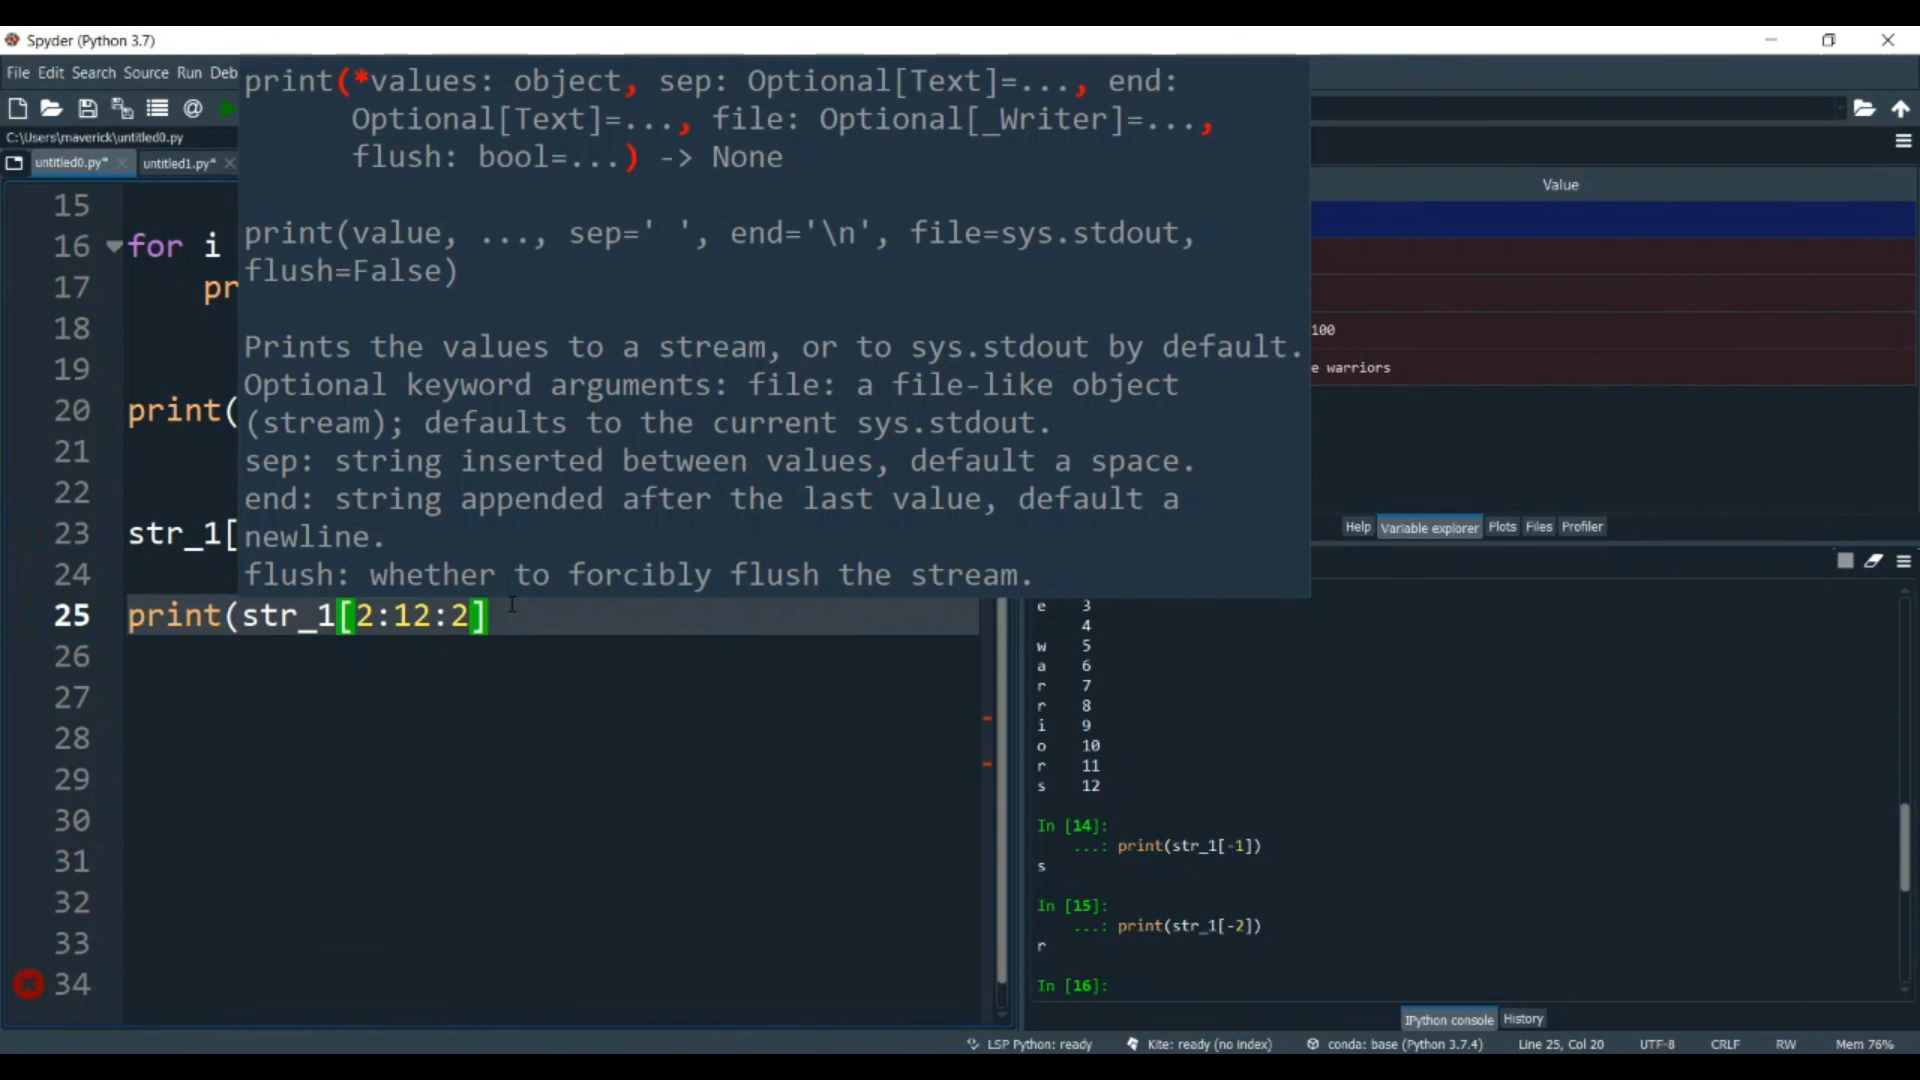 Spyder (Python 3.7)
File Edit Search Source Run Deb
C:\Users\maverick\untitled0.py
untitled0.py* untitled1.py*
print(*values: object, sep: Optional[Text]=..., end:
Optional[Text]=..., file: Optional[_Writer]=...,
flush: bool=...) -> None
print(value, ..., sep=' ', end='\n', file=sys.stdout,
flush=False)
Prints the values to a stream, or to sys.stdout by default.
Optional keyword arguments: file: a file-like object
(stream); defaults to the current sys.stdout.
sep: string inserted between values, default a space.
end: string appended after the last value, default a
newline.
flush: whether to forcibly flush the stream.
15
16 for i
17 pr
18
19
20 print(
21
22
23 str_1[
24
25 print(str_1[2:12:2]
26
27
28
29
30
31
32
33
34
Value
100
e warriors
Help Variable explorer Plots Files Profiler
e 3
4
w 5
a 6
r 7
r 8
i 9
o 10
r 11
s 12
In [14]:
...: print(str_1[-1])
s
In [15]:
...: print(str_1[-2])
r
In [16]:
IPython console History
LSP Python: ready Kite: ready (no index) conda: base (Python 3.7.4) Line 25, Col 20 UTF-8 CRLF RW Mem 76%